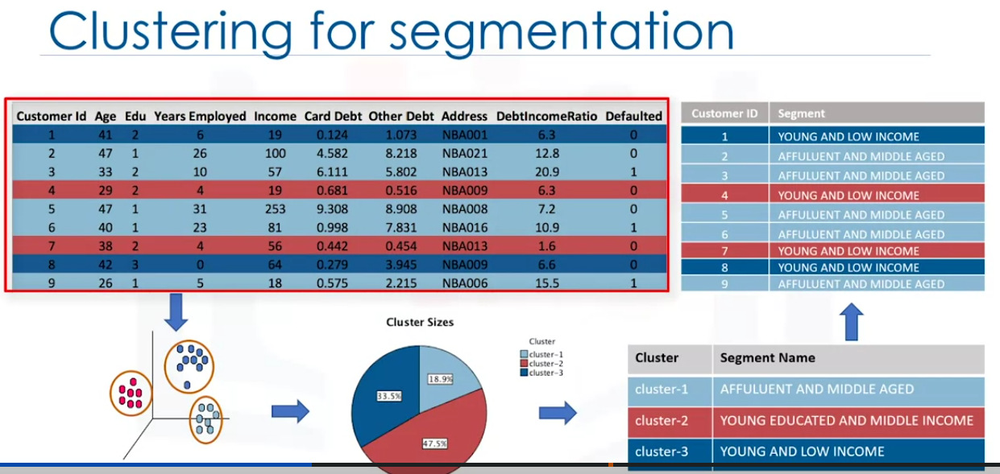 Clustering for segmentation
Customer Id Age Edu Years Employed Income Card Debt Other Debt Address DebtIncomeRatio Defaulted
1 41 2 6 19 0.124 1.073 NBA001 6.3 0
2 47 1 26 100 4.582 8.218 NBA021 12.8 0
3 33 2 10 57 6.111 5.802 NBA013 20.9 1
4 29 2 4 19 0.681 0.516 NBA009 6.3 0
5 47 1 31 253 9.308 8.908 NBA008 7.2 0
6 40 1 23 81 0.998 7.831 NBA016 10.9 1
7 38 2 4 56 0.442 0.454 NBA013 1.6 0
8 42 3 0 64 0.279 3.945 NBA009 6.6 0
9 26 1 5 18 0.575 2.215 NBA006 15.5 1
Customer ID Segment
1 YOUNG AND LOW INCOME
2 AFFULUENT AND MIDDLE AGED
3 AFFULUENT AND MIDDLE AGED
4 YOUNG AND LOW INCOME
5 AFFULUENT AND MIDDLE AGED
6 AFFULUENT AND MIDDLE AGED
7 YOUNG AND LOW INCOME
8 YOUNG AND LOW INCOME
9 AFFULUENT AND MIDDLE AGED
Cluster Sizes
18.9%
33.5%
47.5%
Cluster
cluster-1
cluster-2
cluster-3
Cluster Segment Name
cluster-1 AFFULUENT AND MIDDLE AGED
cluster-2 YOUNG EDUCATED AND MIDDLE INCOME
cluster-3 YOUNG AND LOW INCOME